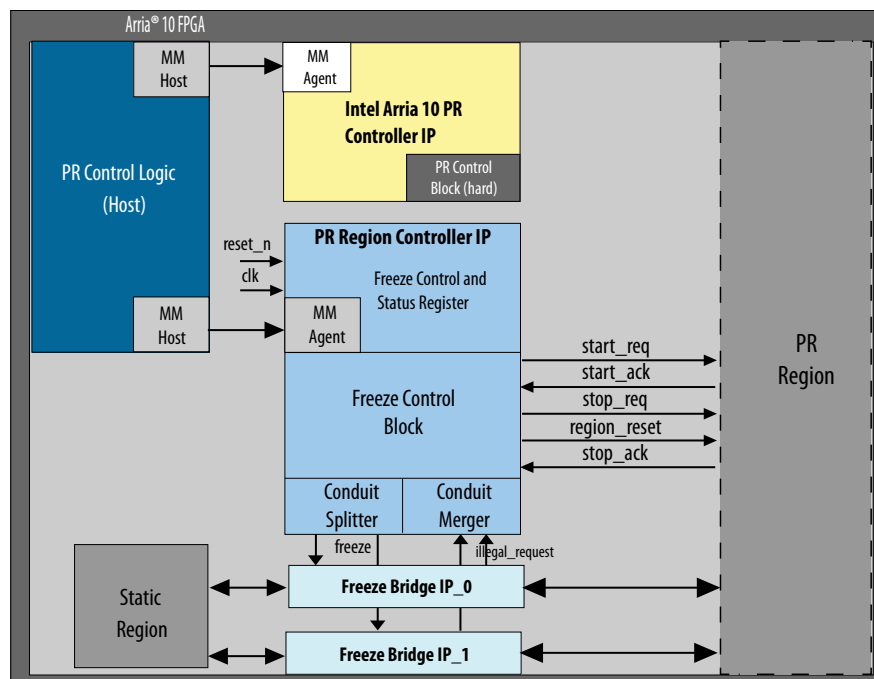 Arria® 10 FPGA
MM
Host
MM
Agent
Intel Arria 10 PR
Controller IP
PR Control
Block (hard)
PR Control Logic
(Host)
PR Region Controller IP
reset_n
clk
Freeze Control and
Status Register
MM
Host
MM
Agent
start_req
start_ack
stop_req
region_reset
stop_ack
PR
Region
Freeze Control
Block
Conduit
Splitter
Conduit
Merger
freeze
illegal_request
Static
Region
Freeze Bridge IP_0
Freeze Bridge IP_1